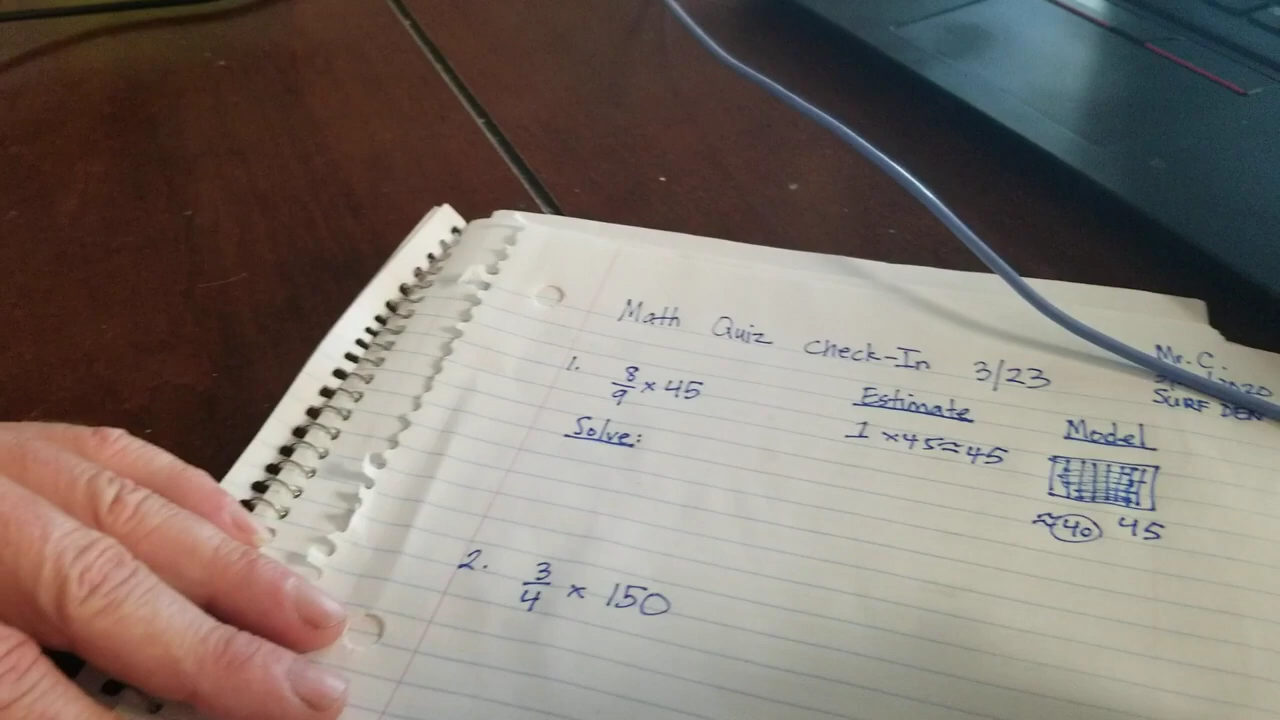 Math Quiz Check-In 3/23
Mr. C.
SURF
1. 8/9 × 45
Estimate
1 × 45 ≈ 45
Model
≈ 40 45
Solve:
2. 3/4 × 150